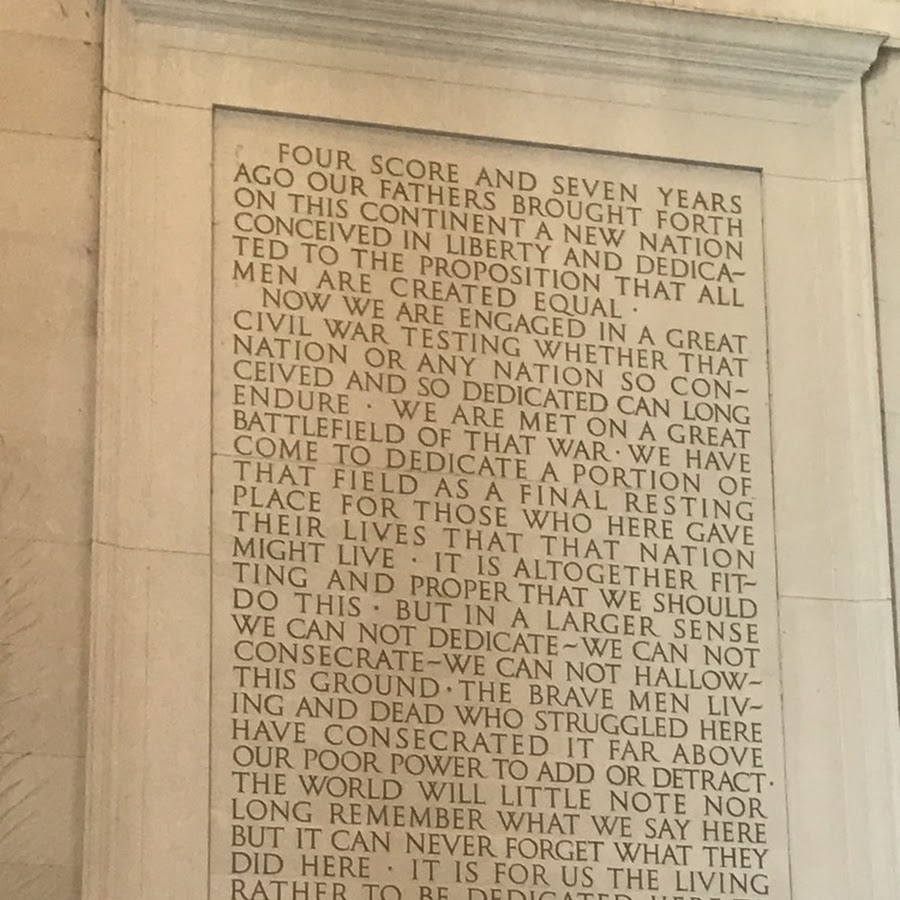 FOUR SCORE AND SEVEN YEARS
AGO OUR FATHERS BROUGHT FORTH
ON THIS CONTINENT A NEW NATION
CONCEIVED IN LIBERTY AND DEDICA~
TED TO THE PROPOSITION THAT ALL
MEN ARE CREATED EQUAL ·
NOW WE ARE ENGAGED IN A GREAT
CIVIL WAR TESTING WHETHER THAT
NATION OR ANY NATION SO CON~
CEIVED AND SO DEDICATED CAN LONG
ENDURE · WE ARE MET ON A GREAT
BATTLEFIELD OF THAT WAR · WE HAVE
COME TO DEDICATE A PORTION OF
THAT FIELD AS A FINAL RESTING
PLACE FOR THOSE WHO HERE GAVE
THEIR LIVES THAT THAT NATION
MIGHT LIVE · IT IS ALTOGETHER FIT~
TING AND PROPER THAT WE SHOULD
DO THIS · BUT IN A LARGER SENSE
WE CAN NOT DEDICATE~WE CAN NOT
CONSECRATE~WE CAN NOT HALLOW~
THIS GROUND · THE BRAVE MEN LIV~
ING AND DEAD WHO STRUGGLED HERE
HAVE CONSECRATED IT FAR ABOVE
OUR POOR POWER TO ADD OR DETRACT ·
THE WORLD WILL LITTLE NOTE NOR
LONG REMEMBER WHAT WE SAY HERE
BUT IT CAN NEVER FORGET WHAT THEY
DID HERE · IT IS FOR US THE LIVING
RATHER TO BE DEDICATED HERE